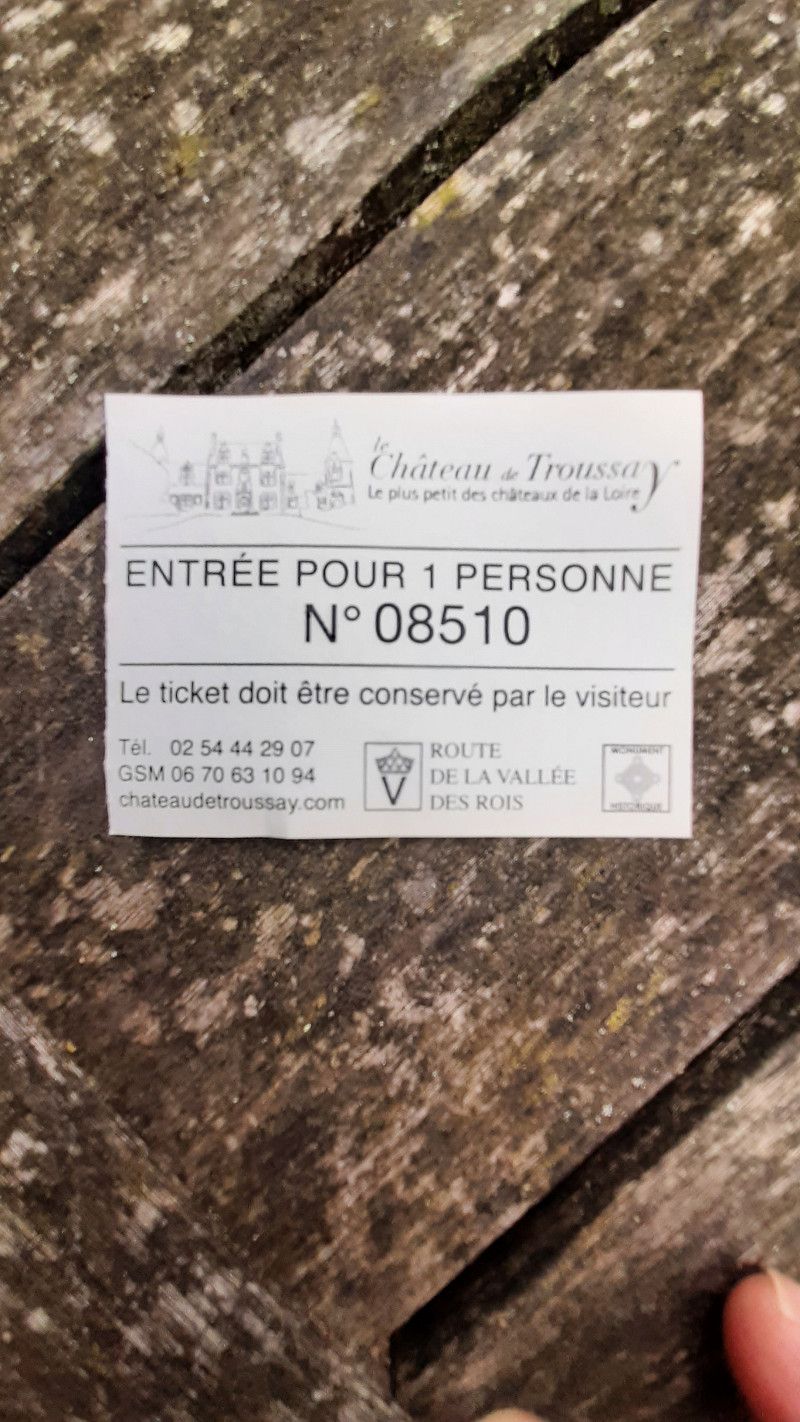 le
Château de Troussay
Le plus petit des châteaux de la Loire
ENTRÉE POUR 1 PERSONNE
N° 08510
Le ticket doit être conservé par le visiteur
Tél. 02 54 44 29 07
GSM 06 70 63 10 94
chateaudetroussay.com
V
ROUTE
DE LA VALLÉE
DES ROIS
MONUMENT
HISTORIQUE